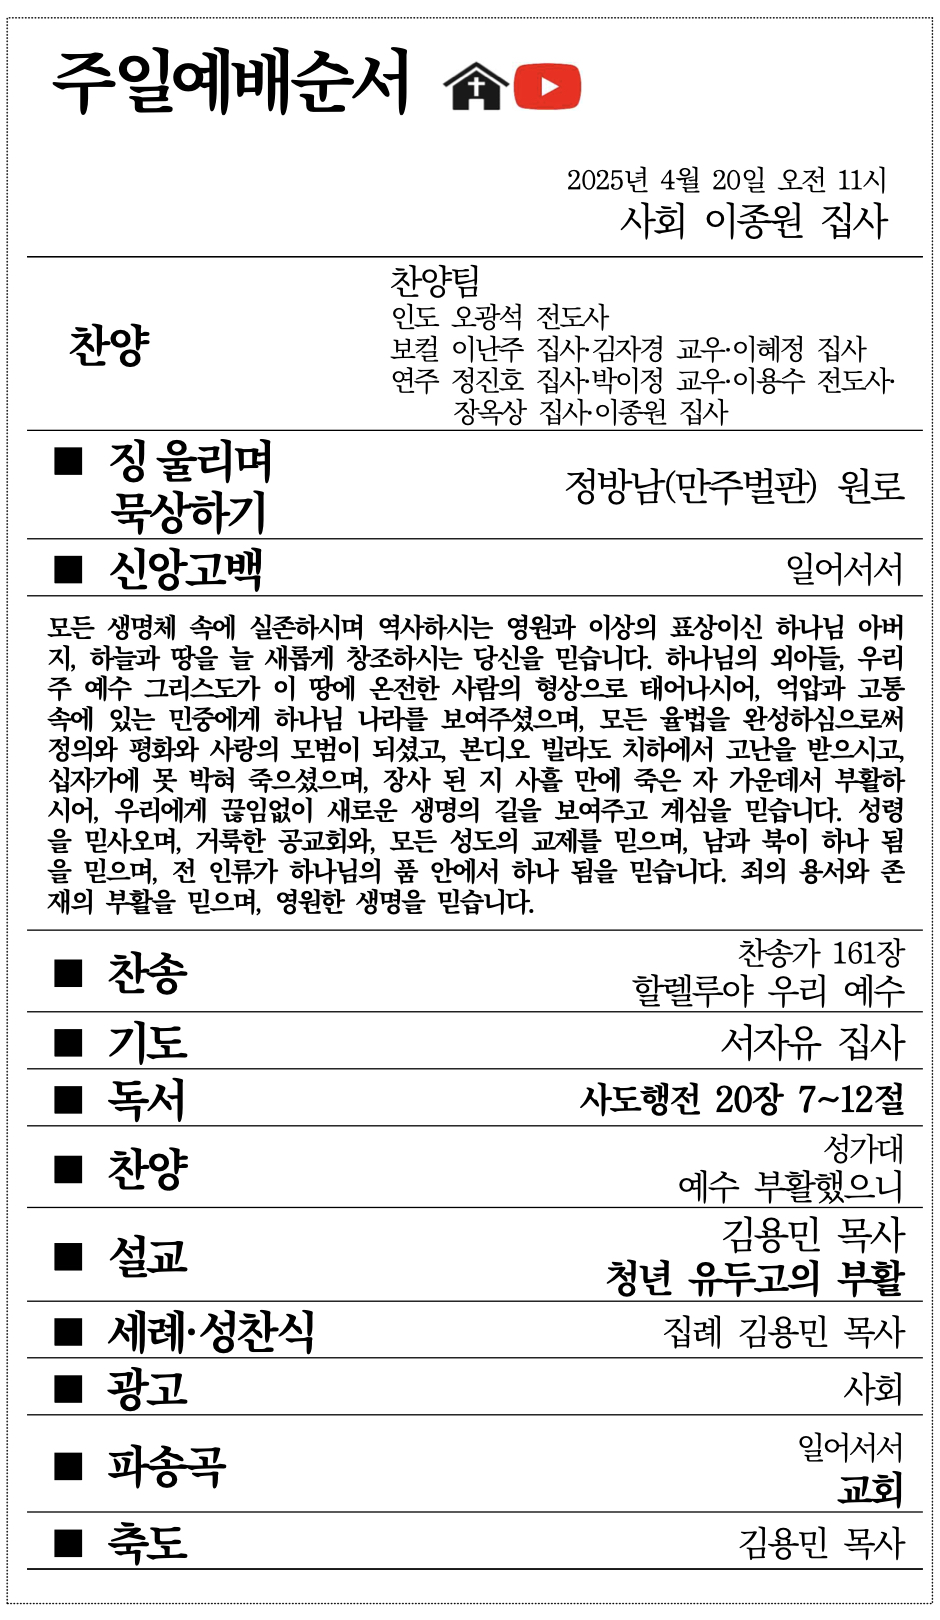 주일예배순서
2025년 4월 20일 오전 11시
사회 이종원 집사
찬양
찬양팀
인도 오광석 전도사
보컬 이난주 집사·김자경 교우·이혜정 집사
연주 정진호 집사·박이정 교우·이용수 전도사·
장옥상 집사·이종원 집사
■ 징 울리며
묵상하기
정방남(만주벌판) 원로
■ 신앙고백
일어서서
모든 생명체 속에 실존하시며 역사하시는 영원과 이상의 표상이신 하나님 아버
지, 하늘과 땅을 늘 새롭게 창조하시는 당신을 믿습니다. 하나님의 외아들, 우리
주 예수 그리스도가 이 땅에 온전한 사람의 형상으로 태어나시어, 억압과 고통
속에 있는 민중에게 하나님 나라를 보여주셨으며, 모든 율법을 완성하심으로써
정의와 평화와 사랑의 모범이 되셨고, 본디오 빌라도 치하에서 고난을 받으시고,
십자가에 못 박혀 죽으셨으며, 장사 된 지 사흘 만에 죽은 자 가운데서 부활하
시어, 우리에게 끊임없이 새로운 생명의 길을 보여주고 계심을 믿습니다. 성령
을 믿사오며, 거룩한 공교회와, 모든 성도의 교제를 믿으며, 남과 북이 하나 됨
을 믿으며, 전 인류가 하나님의 품 안에서 하나 됨을 믿습니다. 죄의 용서와 존
재의 부활을 믿으며, 영원한 생명을 믿습니다.
■ 찬송
찬송가 161장
할렐루야 우리 예수
■ 기도
서자유 집사
■ 독서
사도행전 20장 7~12절
■ 찬양
성가대
예수 부활했으니
■ 설교
김용민 목사
청년 유두고의 부활
■ 세례·성찬식
집례 김용민 목사
■ 광고
사회
■ 파송곡
일어서서
교회
■ 축도
김용민 목사